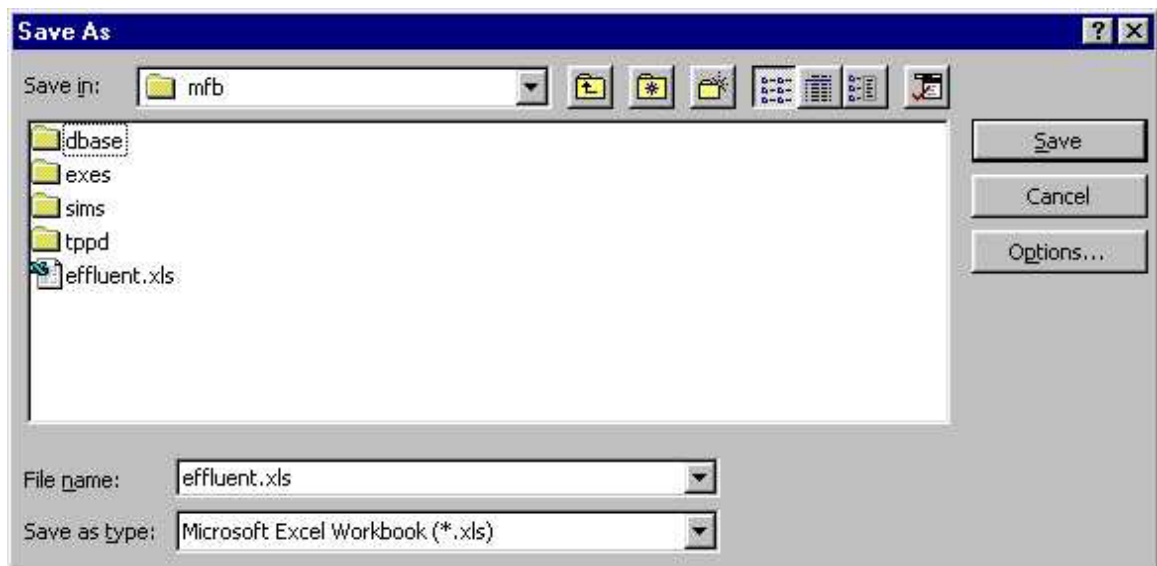 Save As
Save in: mfb
dbase
exes
sims
tppd
effluent.xls
Save
Cancel
Options...
File name: effluent.xls
Save as type: Microsoft Excel Workbook (*.xls)